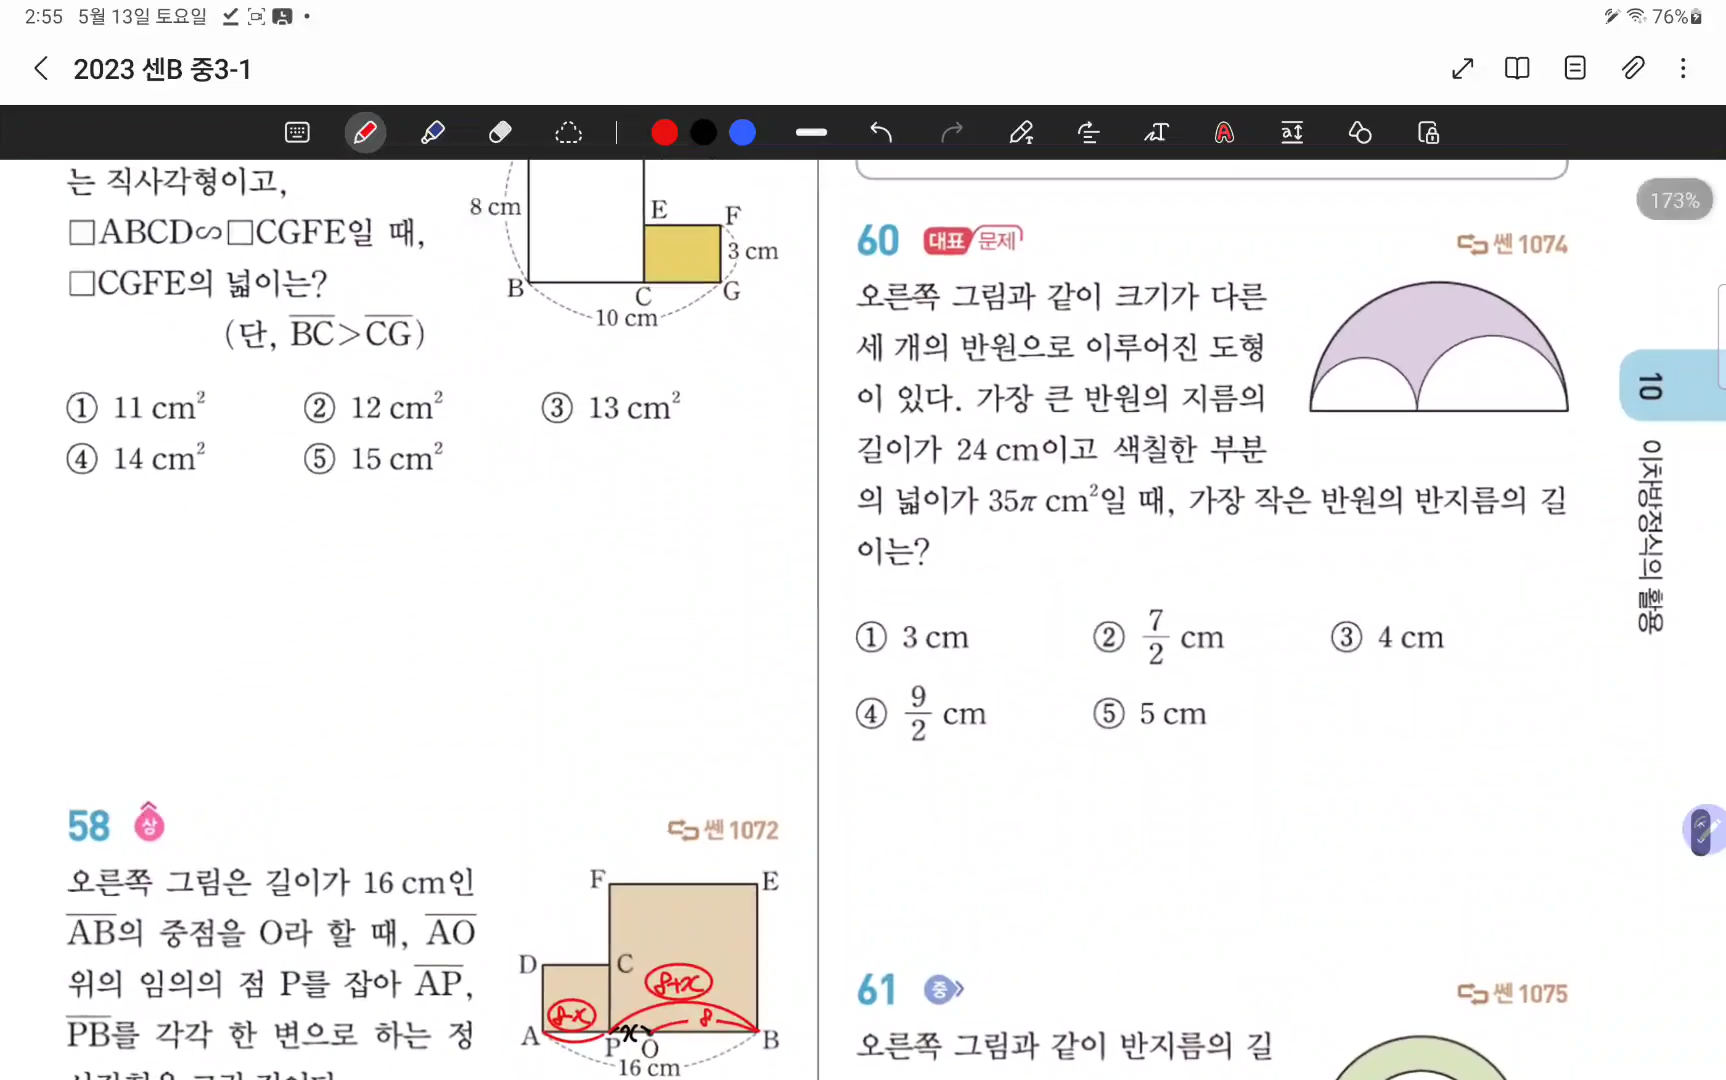 2:55 5월 13일 토요일
76%
2023 쎈B 중3-1
173%
는 직사각형이고,
□ABCD∽□CGFE일 때,
□CGFE의 넓이는?
(단, BC>CG)
8 cm
E
F
3 cm
B
C
G
10 cm
① 11 cm² ② 12 cm² ③ 13 cm²
④ 14 cm² ⑤ 15 cm²
58 상
쎈 1072
오른쪽 그림은 길이가 16 cm인
AB의 중점을 O라 할 때, AO
위의 임의의 점 P를 잡아 AP,
PB를 각각 한 변으로 하는 정
F
E
D
C
8+x
8-x
8
A
P
x
O
B
16 cm
60 대표 문제
쎈 1074
오른쪽 그림과 같이 크기가 다른
세 개의 반원으로 이루어진 도형
이 있다. 가장 큰 반원의 지름의
길이가 24 cm이고 색칠한 부분
의 넓이가 35π cm²일 때, 가장 작은 반원의 반지름의 길
이는?
① 3 cm ② 7/2 cm ③ 4 cm
④ 9/2 cm ⑤ 5 cm
61 중
쎈 1075
오른쪽 그림과 같이 반지름의 길
10
이차방정식의 활용